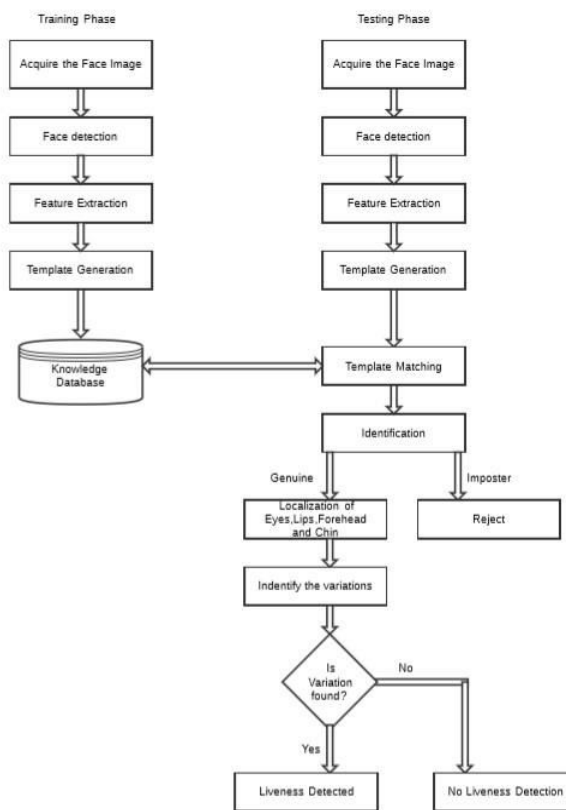 Training Phase
Acquire the Face Image
Face detection
Feature Extraction
Template Generation
Knowledge
Database
Testing Phase
Acquire the Face Image
Face detection
Feature Extraction
Template Generation
Template Matching
Identification
Genuine
Imposter
Localization of
Eyes,Lips,Forehead
and Chin
Reject
Indentify the variations
Is
Variation
found?
No
Yes
Liveness Detected
No Liveness Detection